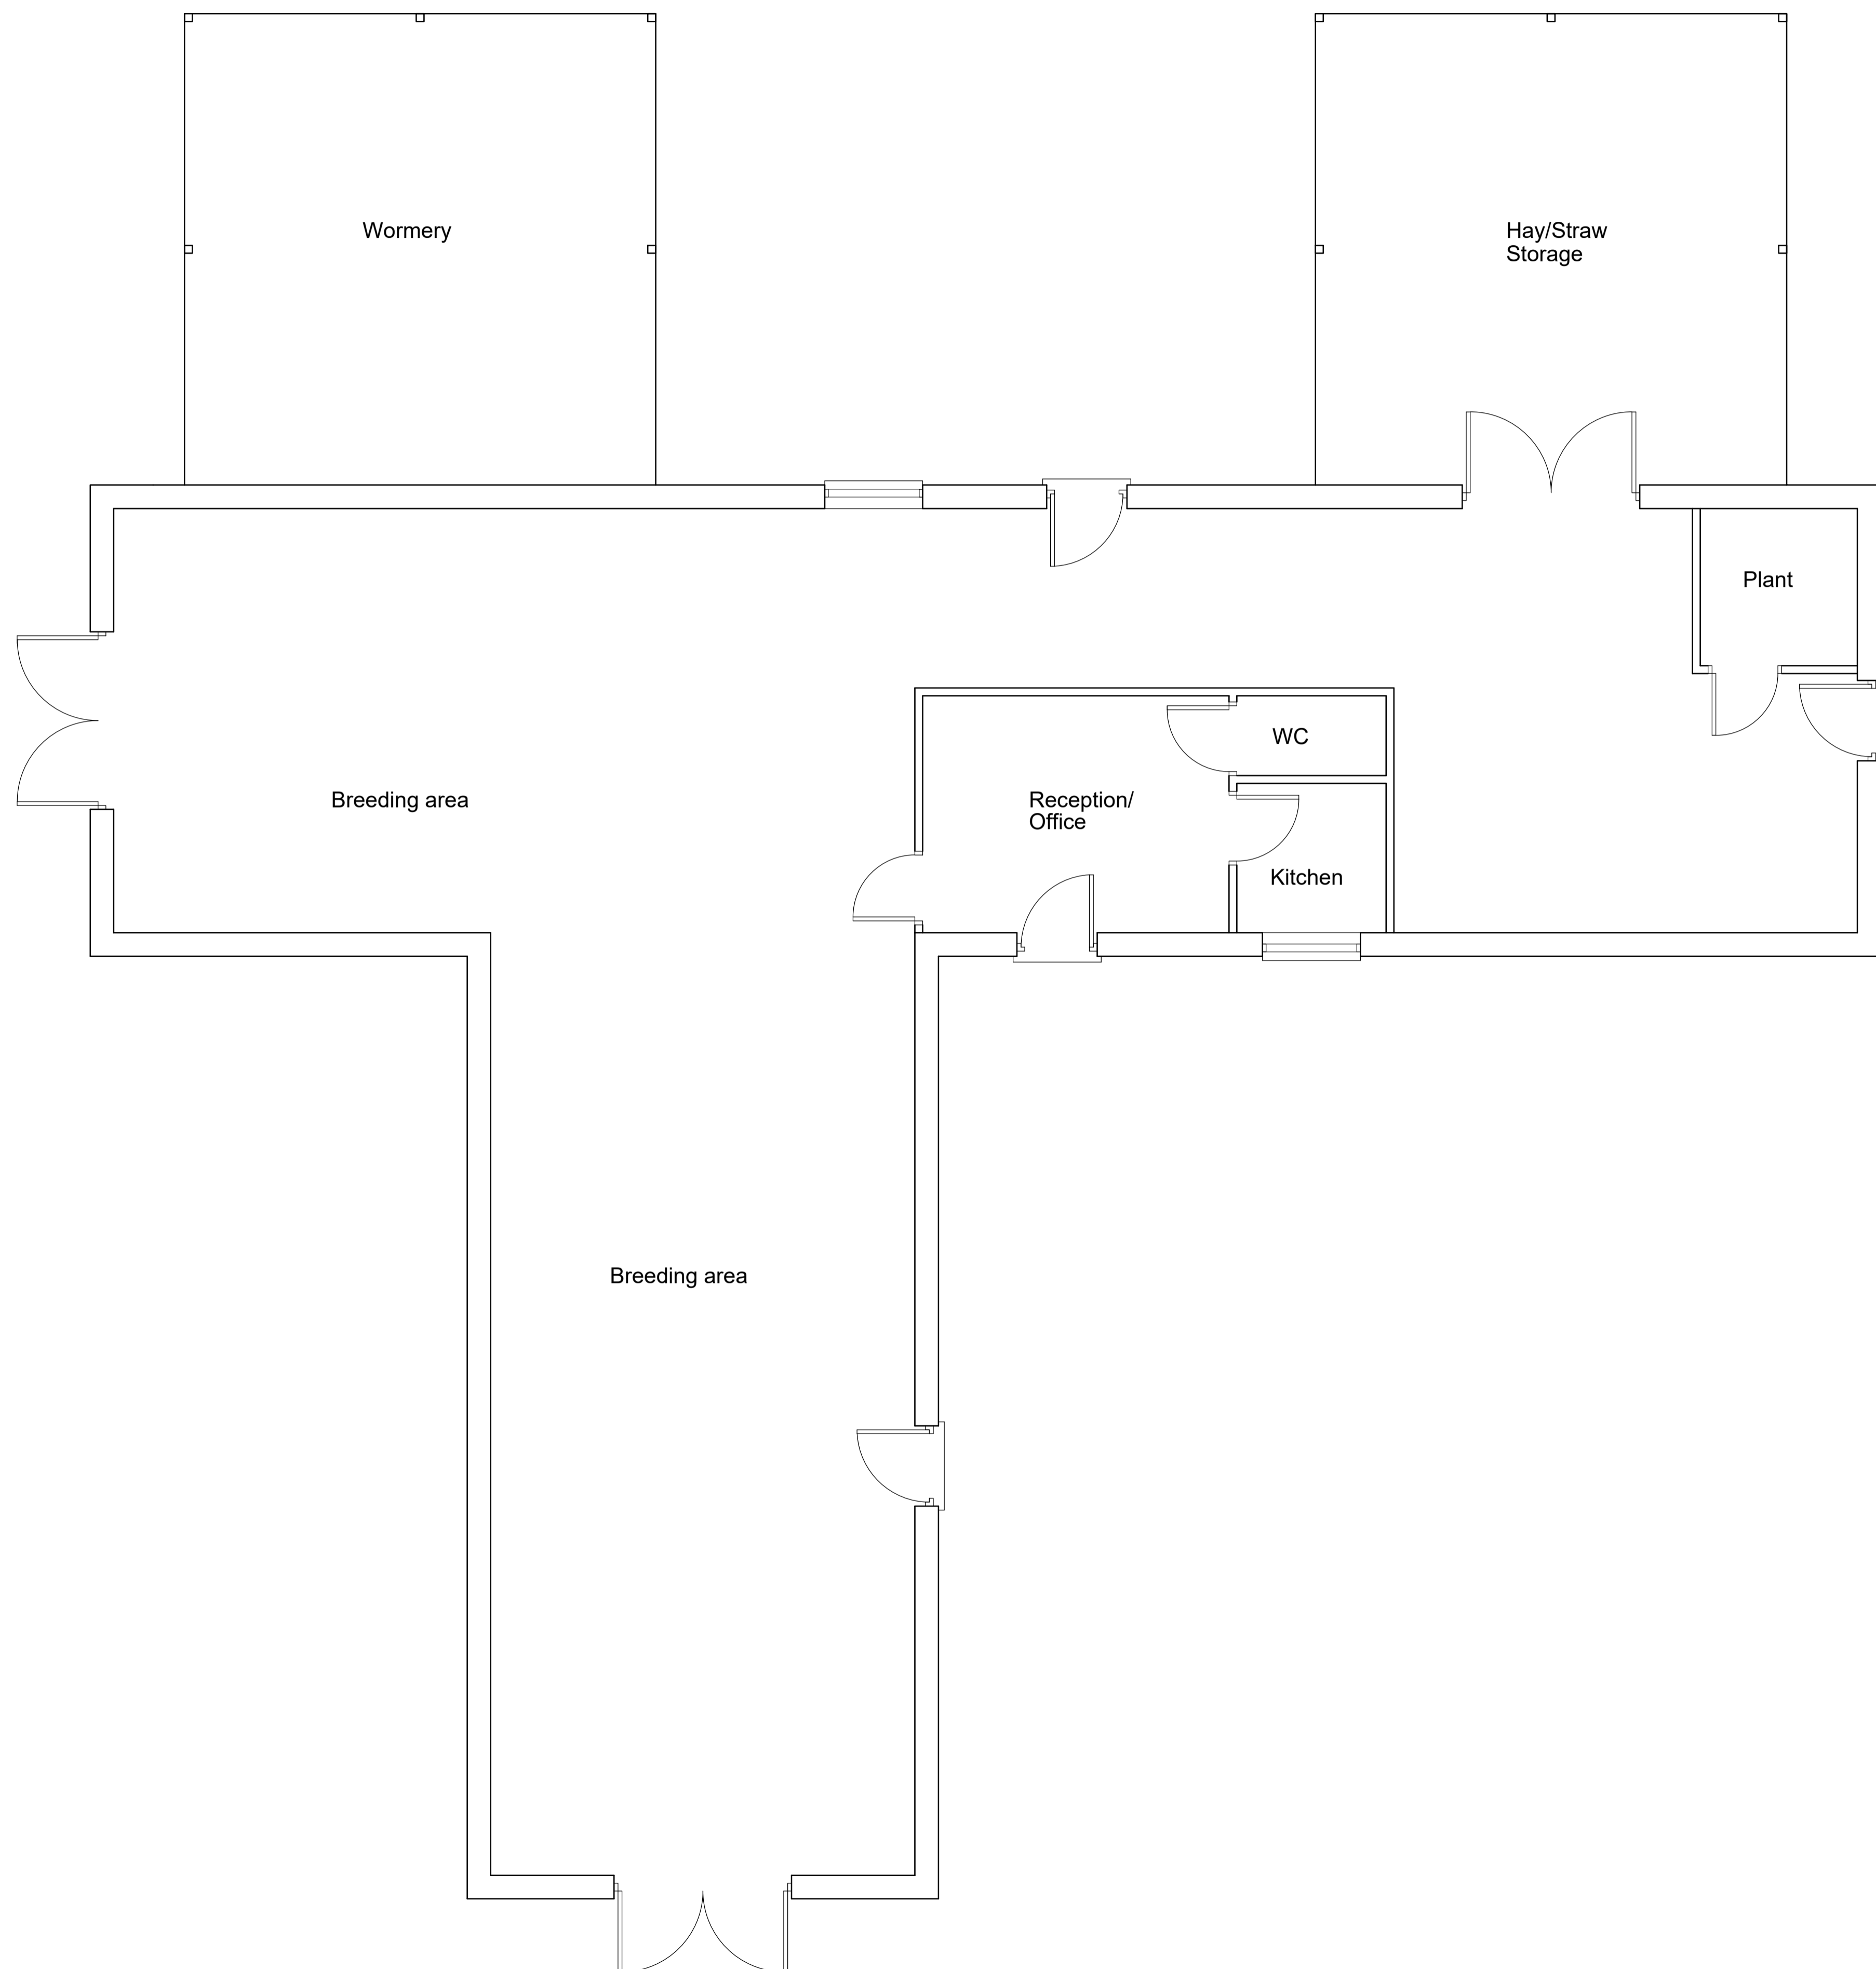 Wormery
Hay/Straw
Storage
Plant
WC
Breeding area
Reception/
Office
Kitchen
Breeding area